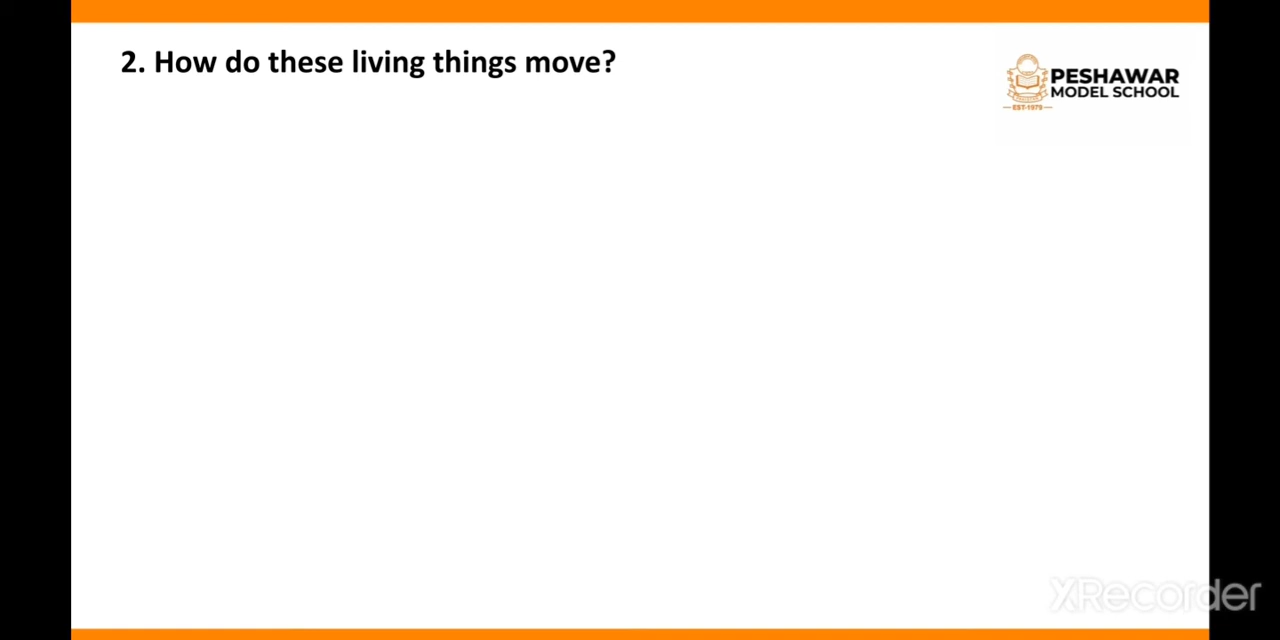 2. How do these living things move?
PESHAWAR
MODEL SCHOOL
EST-1979
XRecorder